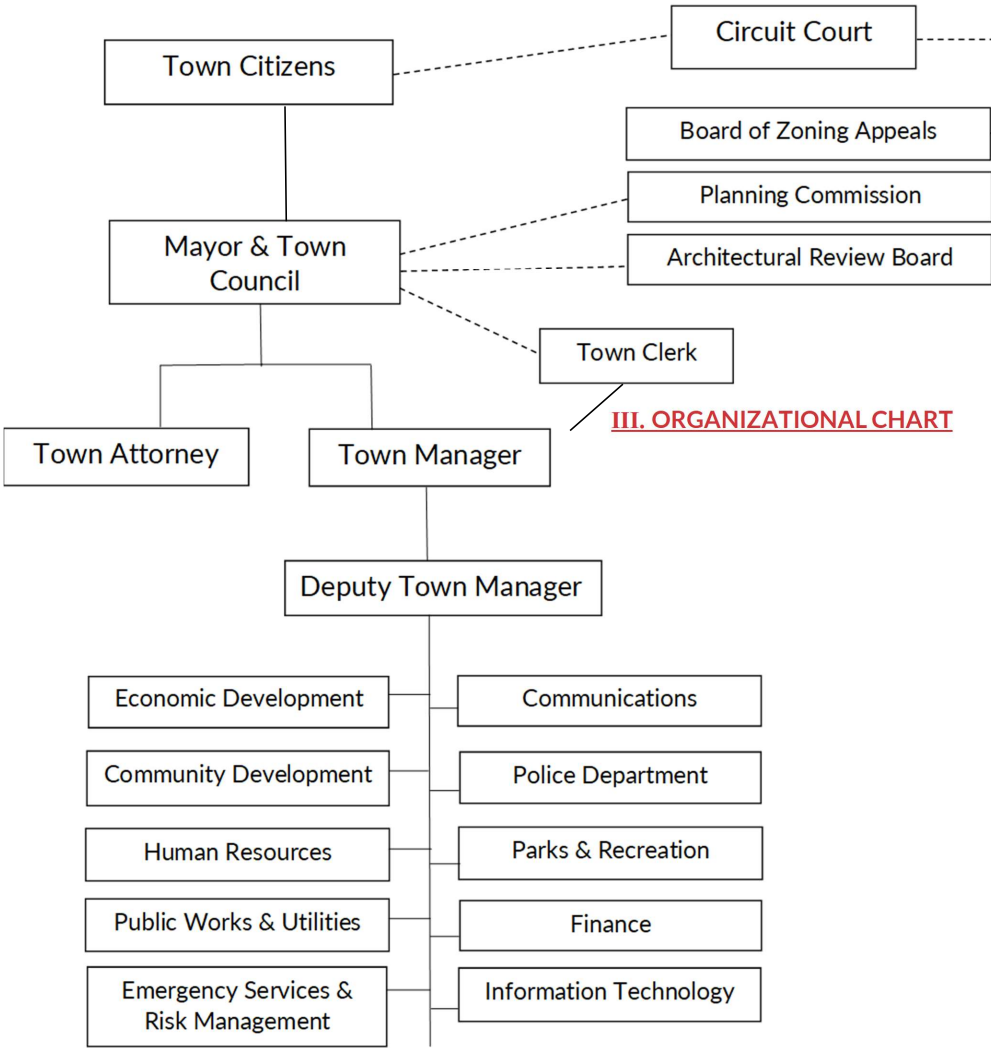 Circuit Court
Town Citizens
Board of Zoning Appeals
Planning Commission
Mayor & Town
Council
Architectural Review Board
Town Clerk
III. ORGANIZATIONAL CHART
Town Attorney
Town Manager
Deputy Town Manager
Economic Development
Communications
Community Development
Police Department
Human Resources
Parks & Recreation
Public Works & Utilities
Finance
Emergency Services &
Risk Management
Information Technology